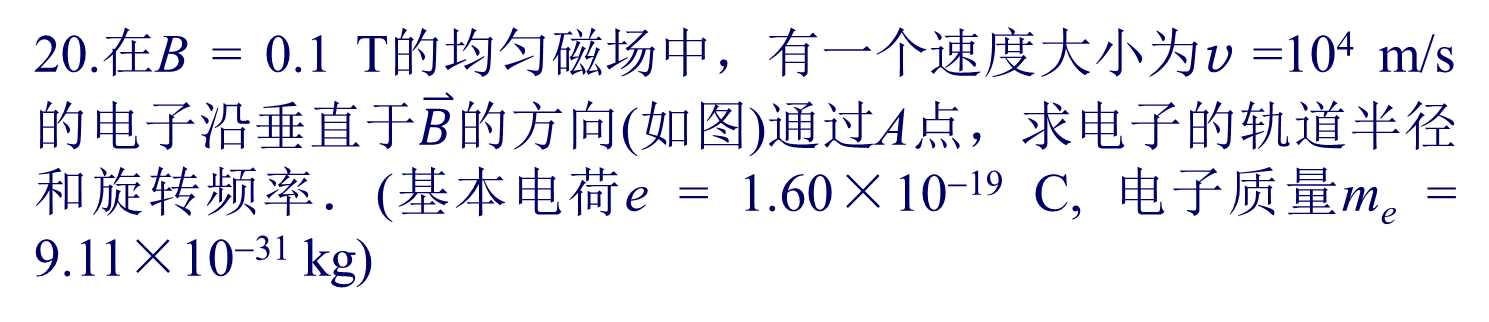 20.在B = 0.1 T的均匀磁场中，有一个速度大小为v =10⁴ m/s
的电子沿垂直于B⃗的方向(如图)通过A点，求电子的轨道半径
和旋转频率．(基本电荷e = 1.60×10⁻¹⁹ C, 电子质量mₑ =
9.11×10⁻³¹ kg)